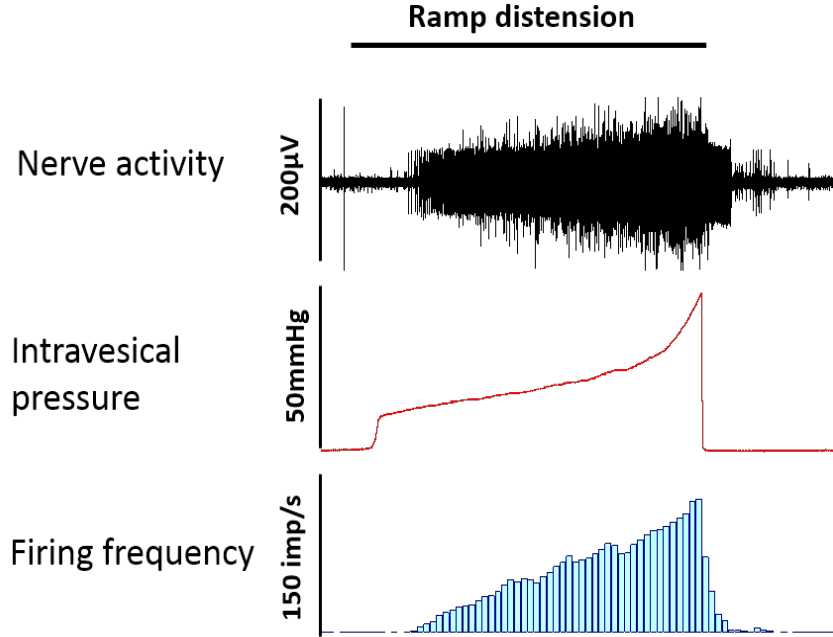 Ramp distension
Nerve activity
200µV
Intravesical
pressure
50mmHg
Firing frequency
150 imp/s